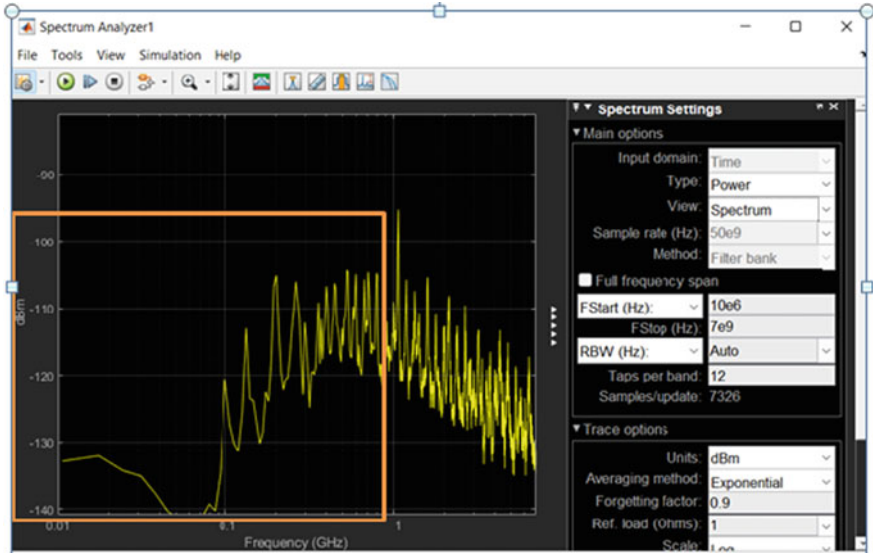 Spectrum Analyzer1
File Tools View Simulation Help
-90
-100
-110
-120
-130
-140
dBm
0.01
0.1
1
Frequency (GHz)
Spectrum Settings
Main options
Input domain: Time
Type: Power
View: Spectrum
Sample rate (Hz): 50e9
Method: Filter bank
Full frequency span
FStart (Hz): 10e6
FStop (Hz): 7e9
RBW (Hz): Auto
Taps per band: 12
Samples/update: 7326
Trace options
Units: dBm
Averaging method: Exponential
Forgetting factor: 0.9
Ref. load (Ohms): 1
Scale: Log